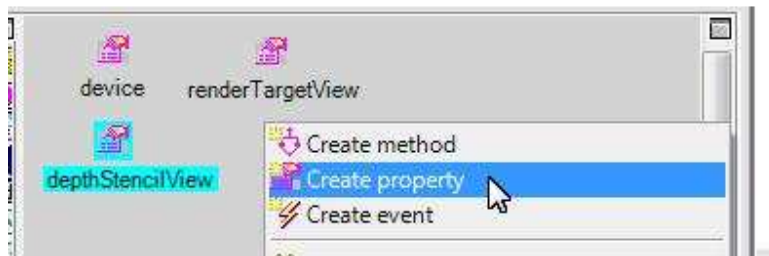 device renderTargetView
depthStencilView
Create method
Create property
Create event